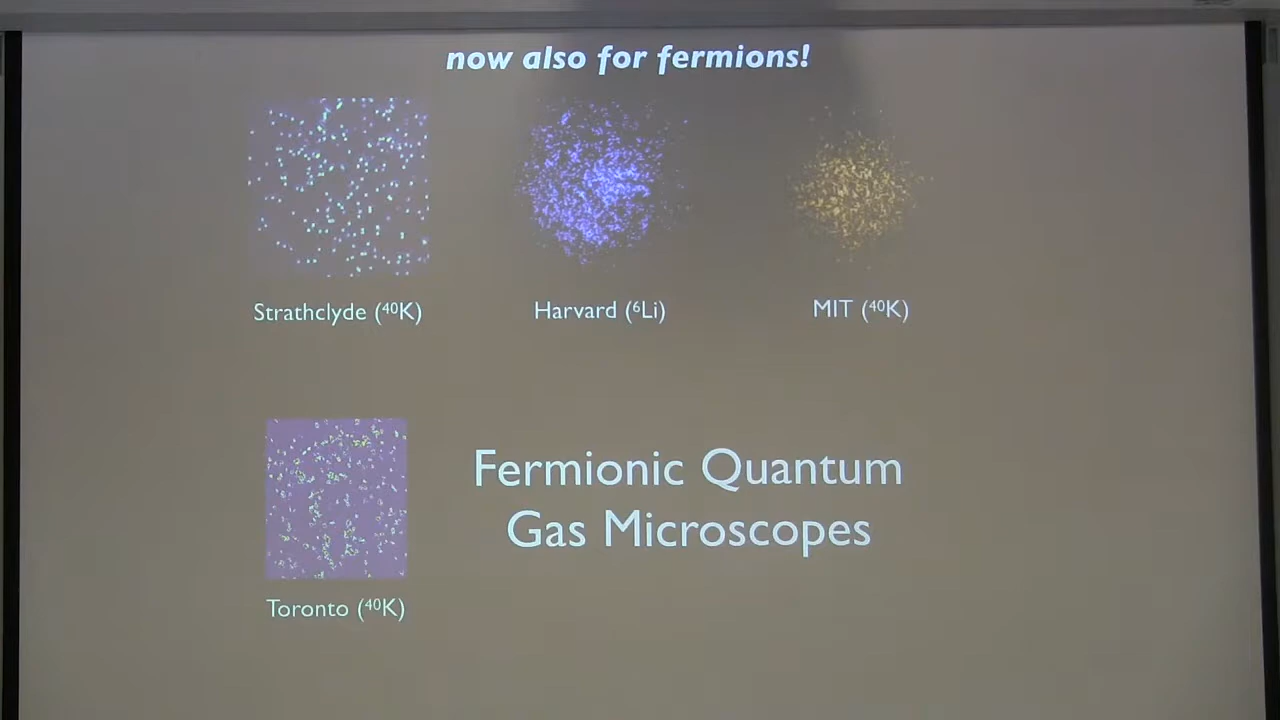 now also for fermions!
Strathclyde (⁴⁰K)
Harvard (⁶Li)
MIT (⁴⁰K)
Fermionic Quantum
Gas Microscopes
Toronto (⁴⁰K)